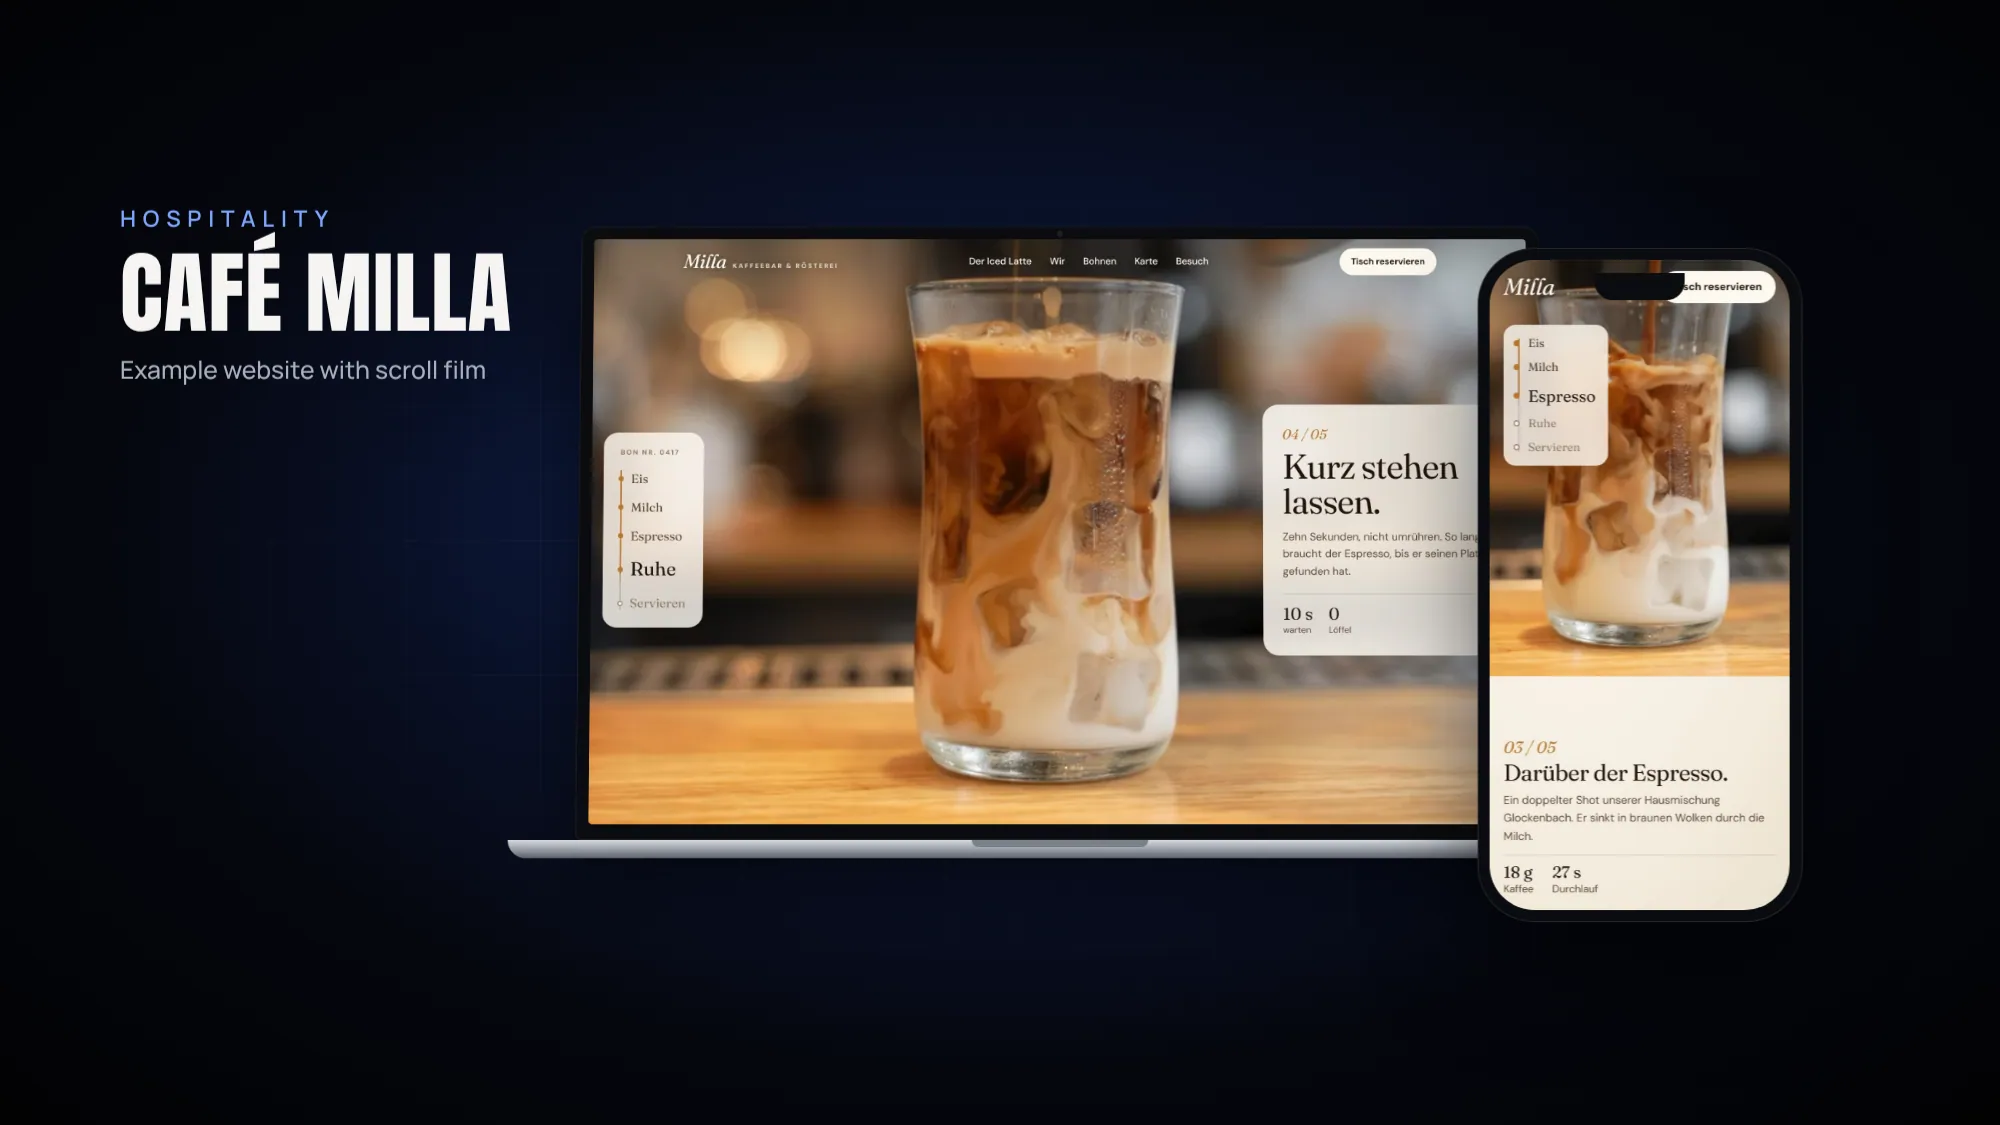 HOSPITALITY
CAFÉ MILLA
Example website with scroll film
Milla KAFFEEBAR & RÖSTEREI
Der Iced Latte Wir Bohnen Karte Besuch
Tisch reservieren
BON NR. 0417
Eis
Milch
Espresso
Ruhe
Servieren
04 / 05
Kurz stehen
lassen.
Zehn Sekunden, nicht umrühren. So
braucht der Espresso, bis er seinen
gefunden hat.
10 s 0
warten Löffel
Milla
reservieren
Eis
Milch
Espresso
Ruhe
Servieren
03 / 05
Darüber der Espresso.
Ein doppelter Shot unserer Hausmischung
Glockenbach. Er sinkt in braunen Wolken durch die
Milch.
18 g 27 s
Kaffee Durchlauf